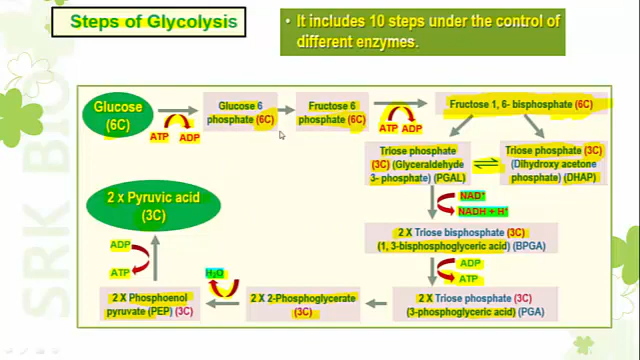 Steps of Glycolysis
• It includes 10 steps under the control of
different enzymes.
Glucose
(6C)
ATP
ADP
Glucose 6
phosphate (6C)
Fructose 6
phosphate (6C)
ATP
ADP
Fructose 1, 6- bisphosphate (6C)
Triose phosphate
(3C) (Glyceraldehyde
3- phosphate) (PGAL)
Triose phosphate (3C)
(Dihydroxy acetone
phosphate) (DHAP)
NAD⁺
NADH + H⁺
2 X Triose bisphosphate (3C)
(1, 3-bisphosphoglyceric acid) (BPGA)
ADP
ATP
2 X Triose phosphate (3C)
(3-phosphoglyceric acid) (PGA)
2 X 2-Phosphoglycerate
(3C)
H₂O
2 X Phosphoenol
pyruvate (PEP) (3C)
ADP
ATP
2 x Pyruvic acid
(3C)
SRK BIO